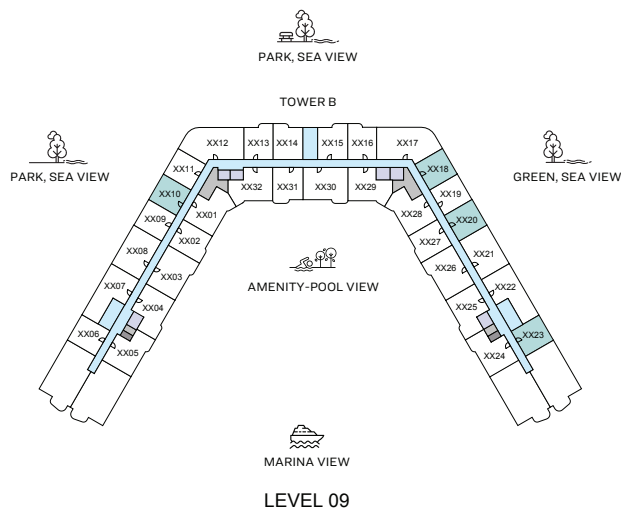 PARK, SEA VIEW
TOWER B
PARK, SEA VIEW
GREEN, SEA VIEW
XX12
XX13
XX14
XX15
XX16
XX17
XX11
XX18
XX10
XX32
XX31
XX30
XX29
XX19
XX09
XX01
XX28
XX20
XX08
XX02
XX27
XX21
XX07
XX03
XX26
XX22
XX06
XX04
XX25
XX23
XX05
XX24
AMENITY-POOL VIEW
MARINA VIEW
LEVEL 09